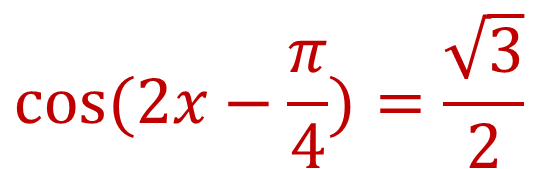 cos(2x − π/4) = √3/2